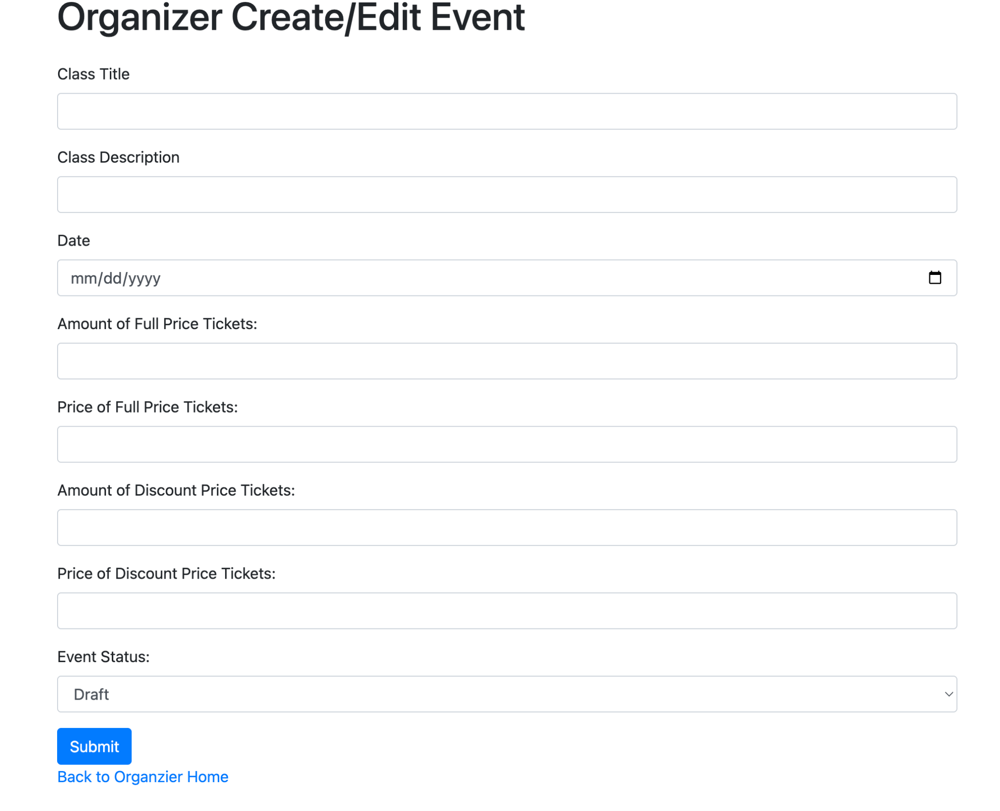 Organizer Create/Edit Event
Class Title
Class Description
Date
mm/dd/yyyy
Amount of Full Price Tickets:
Price of Full Price Tickets:
Amount of Discount Price Tickets:
Price of Discount Price Tickets:
Event Status:
Draft
Submit
Back to Organzier Home